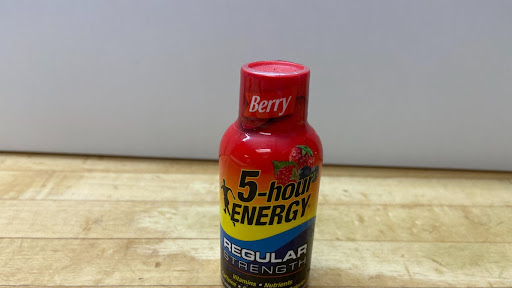 Berry
5-hour
ENERGY
REGULAR
STRENGTH
Vitamins • Nutrients